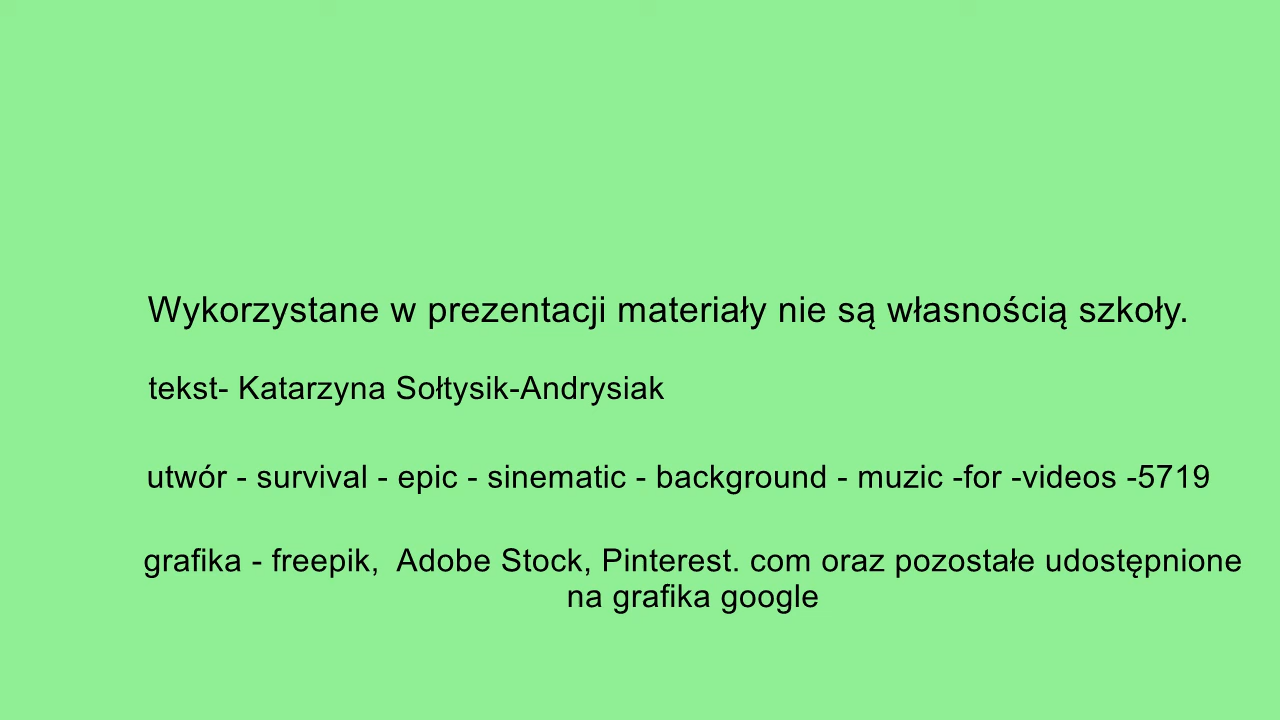 Wykorzystane w prezentacji materiały nie są własnością szkoły.
tekst- Katarzyna Sołtysik-Andrysiak
utwór - survival - epic - sinematic - background - muzic -for -videos -5719
grafika - freepik,  Adobe Stock, Pinterest. com oraz pozostałe udostępnione
na grafika google